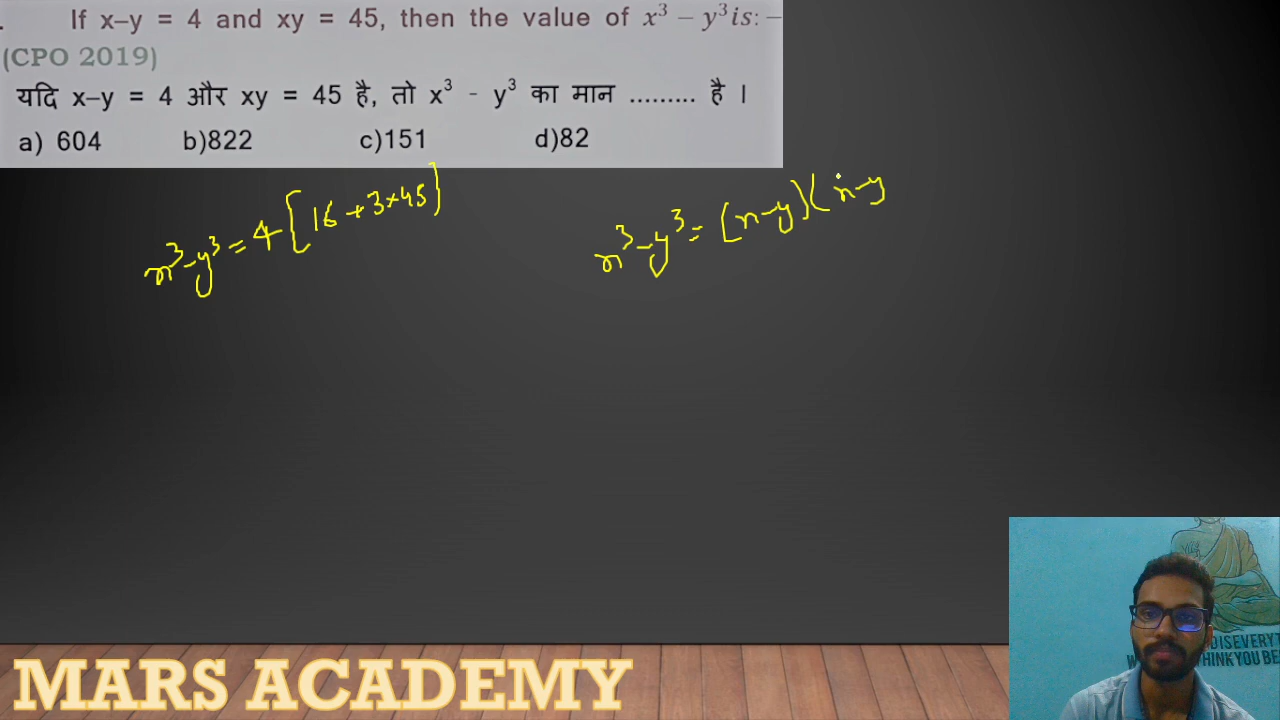 . If x–y = 4 and xy = 45, then the value of x³ − y³ is: –
(CPO 2019)
यदि x–y = 4 और xy = 45 है, तो x³ - y³ का मान ......... है ।
a) 604 b)822 c)151 d)82
x³-y³ = 4[16+3×45]
x³-y³ = (x-y)(x-y
MARS ACADEMY